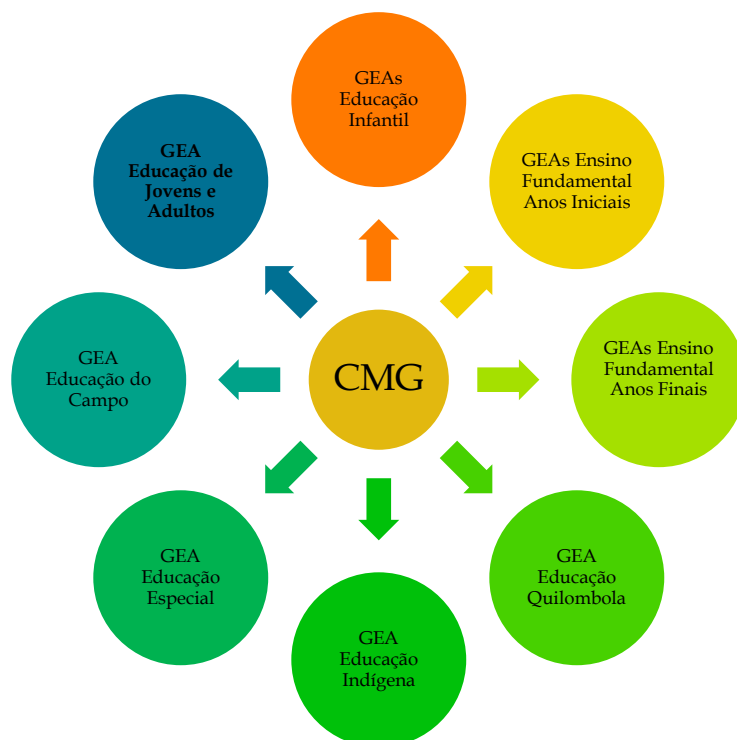 GEAs
Educação
Infantil
GEAs Ensino
Fundamental
Anos Iniciais
GEAs Ensino
Fundamental
Anos Finais
GEA
Educação
Quilombola
GEA
Educação
Indígena
GEA
Educação
Especial
GEA
Educação do
Campo
GEA
Educação de
Jovens e
Adultos
CMG